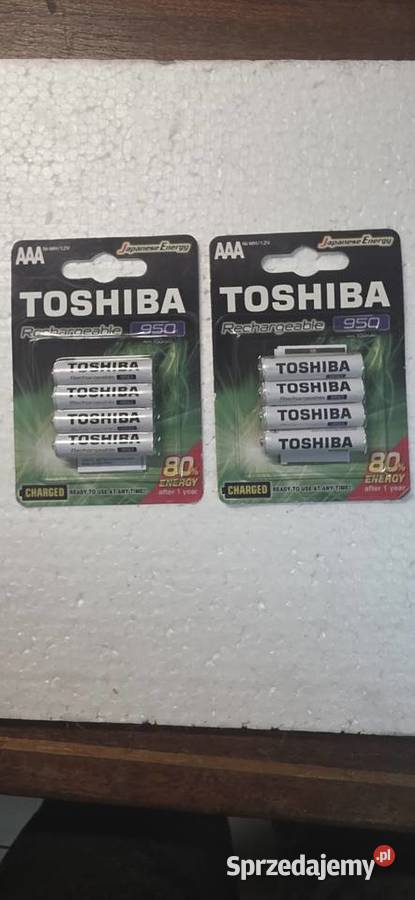 AAA Ni-MH/1.2V
Japanese Energy
TOSHIBA
Rechargeable 950
TOSHIBA
TOSHIBA
TOSHIBA
TOSHIBA
80% ENERGY
after 1 year
CHARGED READY TO USE AT ANY TIME!
AAA Ni-MH/1.2V
Japanese Energy
TOSHIBA
Rechargeable 950
TOSHIBA
TOSHIBA
Rechargeable
TOSHIBA
TOSHIBA
80% ENERGY
after 1 year
CHARGED READY TO USE AT ANY TIME!
Sprzedajemy.pl